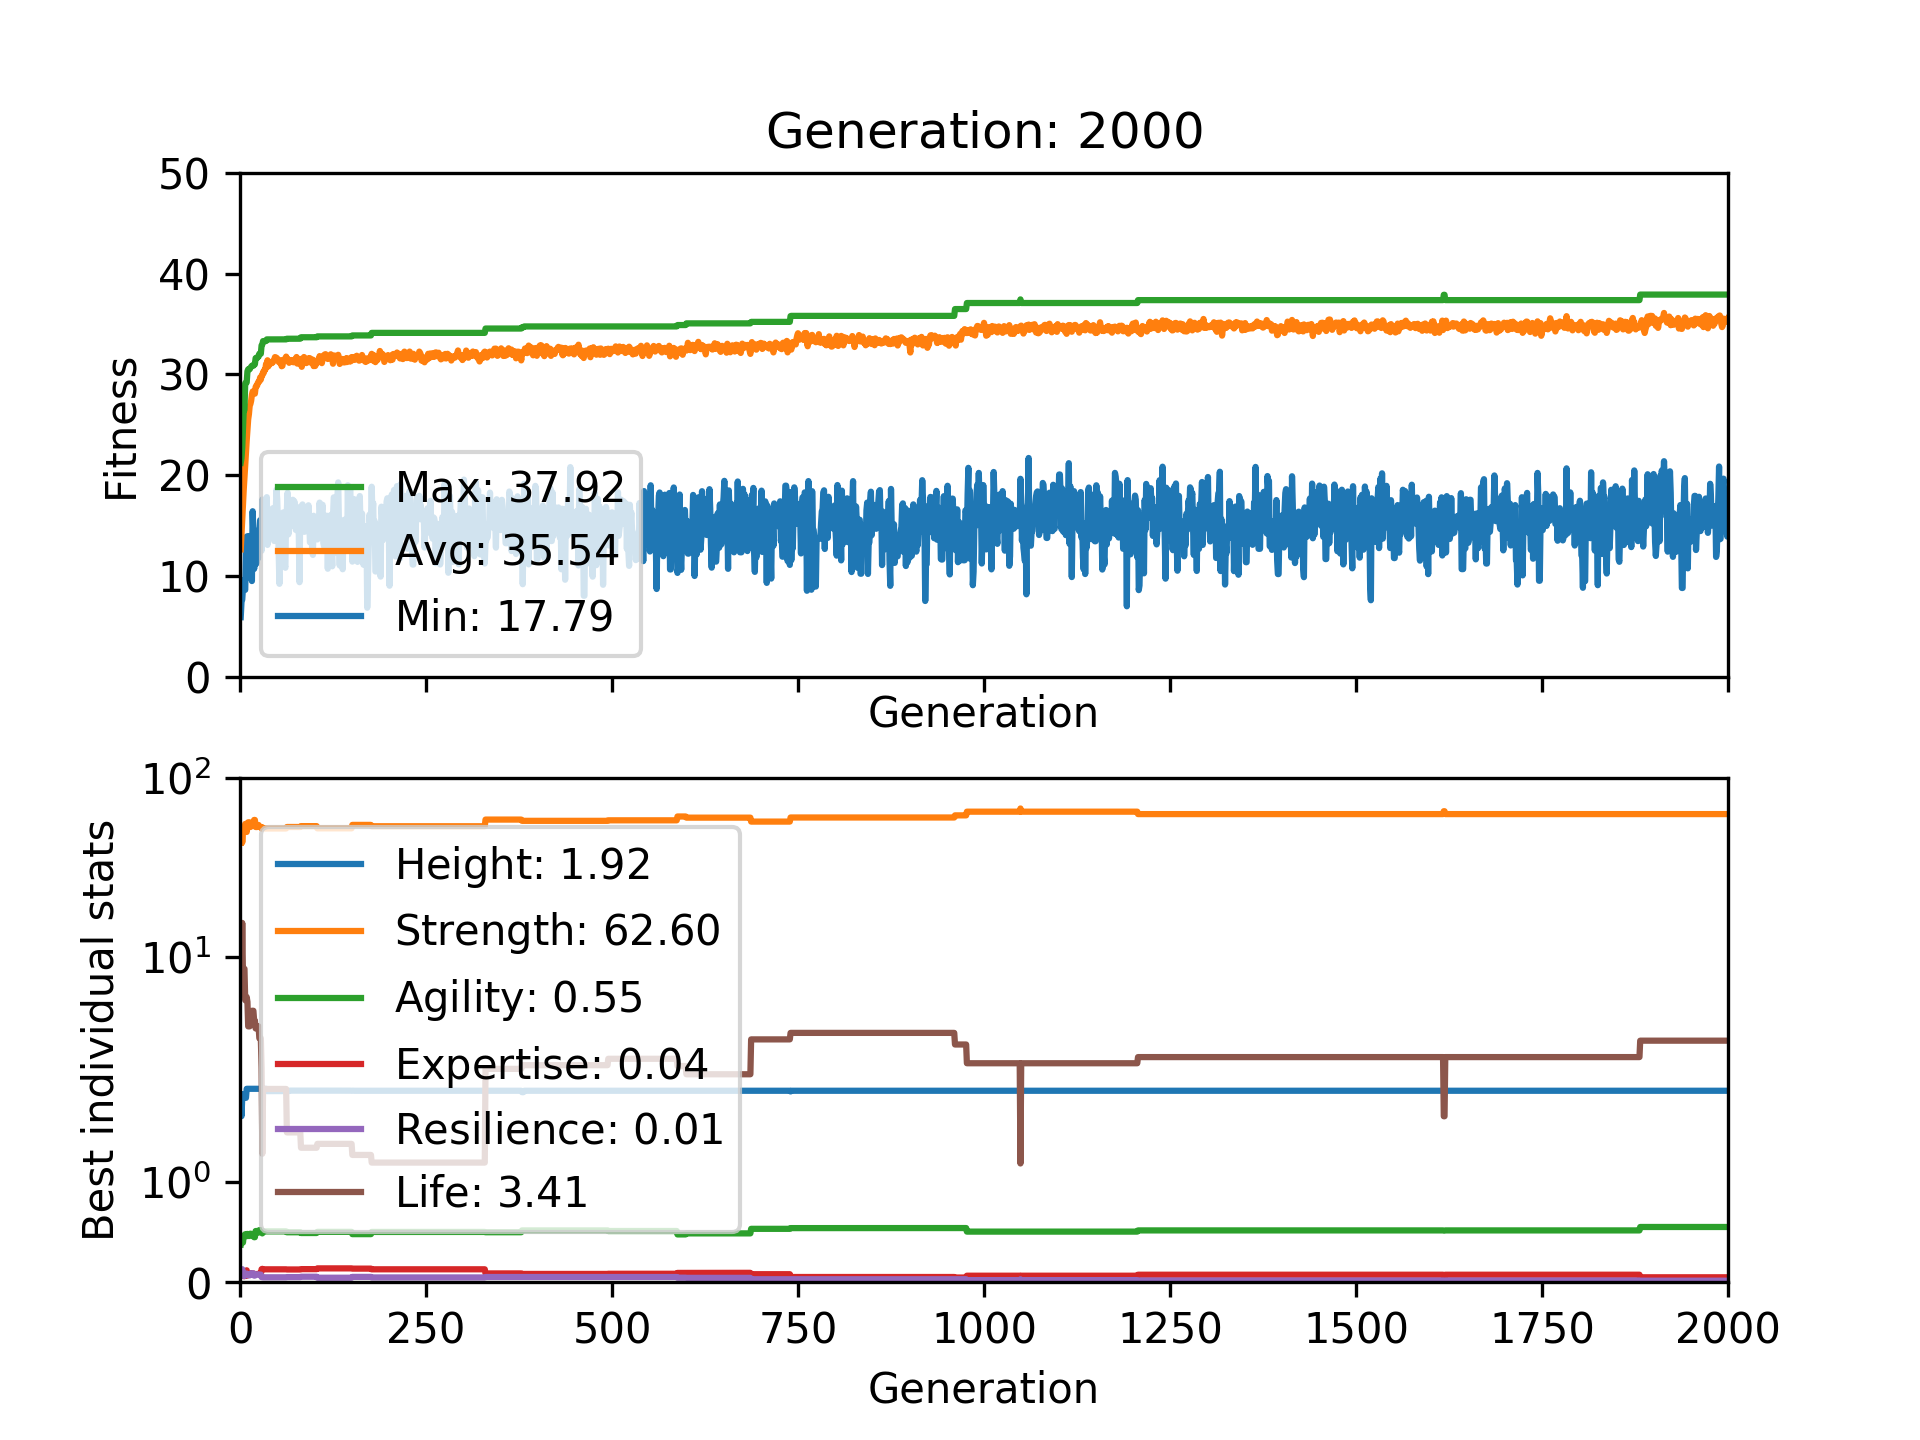 Generation: 2000
50
40
30
20
10
0
Fitness
Max: 37.92
Avg: 35.54
Min: 17.79
Generation
10²
10¹
10⁰
0
Best individual stats
Height: 1.92
Strength: 62.60
Agility: 0.55
Expertise: 0.04
Resilience: 0.01
Life: 3.41
0 250 500 750 1000 1250 1500 1750 2000
Generation